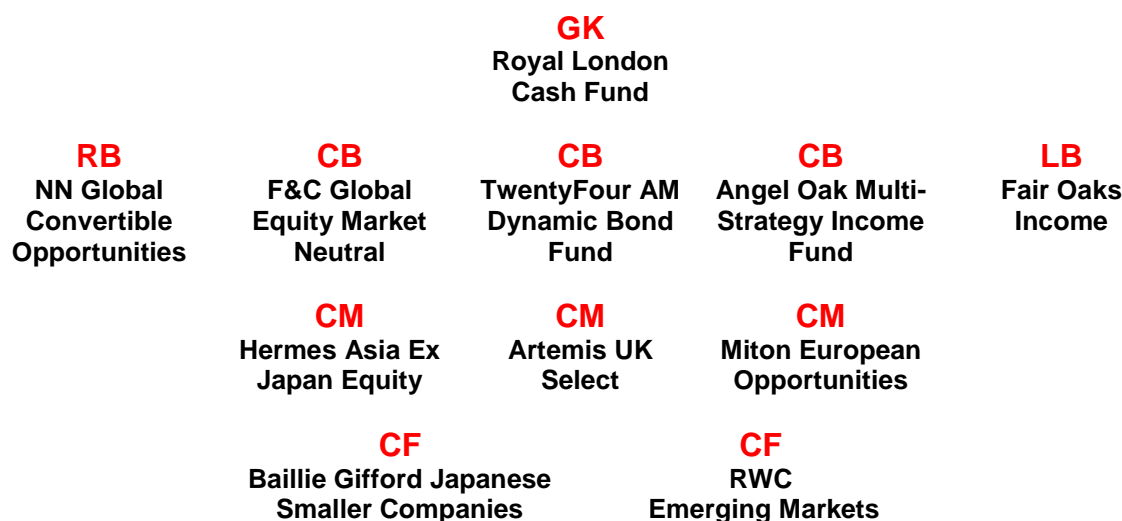 GK
Royal London
Cash Fund
RB
NN Global
Convertible
Opportunities
CB
F&C Global
Equity Market
Neutral
CB
TwentyFour AM
Dynamic Bond
Fund
CB
Angel Oak Multi-
Strategy Income
Fund
LB
Fair Oaks
Income
CM
Hermes Asia Ex
Japan Equity
CM
Artemis UK
Select
CM
Miton European
Opportunities
CF
Baillie Gifford Japanese
Smaller Companies
CF
RWC
Emerging Markets